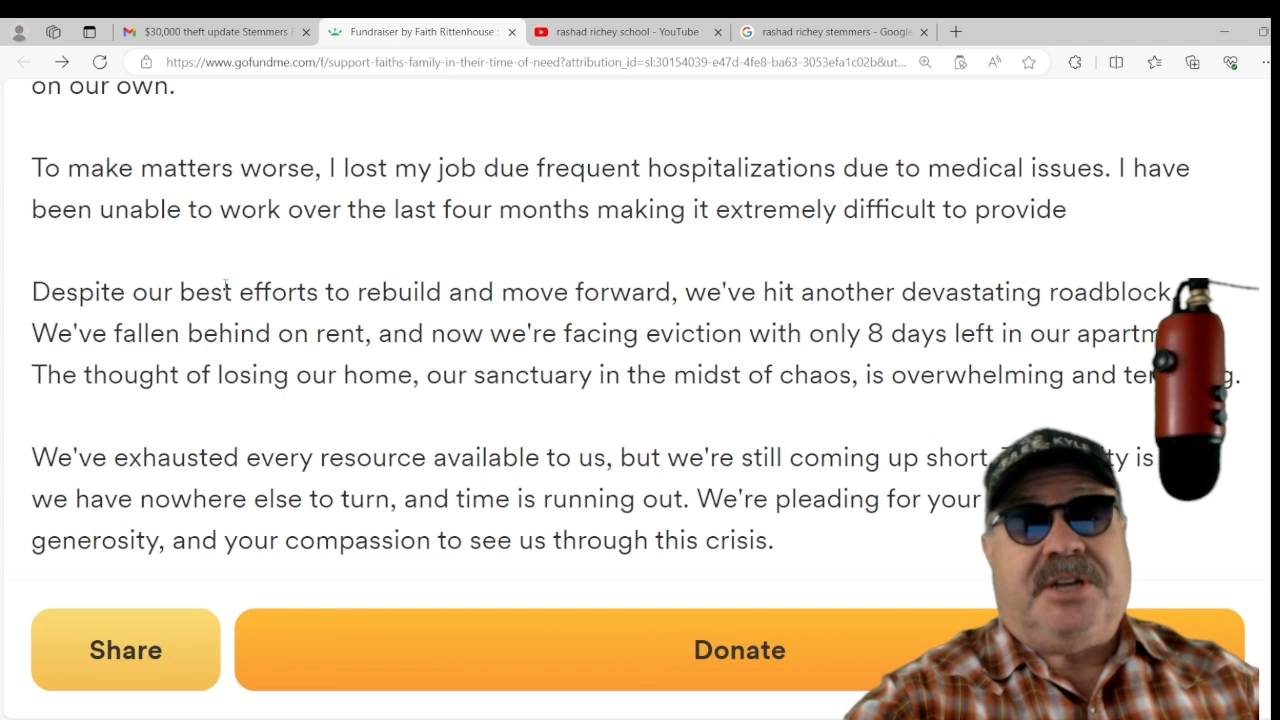 $30,000 theft update Stemmers
Fundraiser by Faith Rittenhouse :
rashad richey school - YouTube
rashad richey stemmers - Google
https://www.gofundme.com/f/support-faiths-family-in-their-time-of-need?attribution_id=sl:30154039-e47d-4fe8-ba63-3053efa1c02b&ut...
on our own.
To make matters worse, I lost my job due frequent hospitalizations due to medical issues. I have
been unable to work over the last four months making it extremely difficult to provide
Despite our best efforts to rebuild and move forward, we've hit another devastating roadblock.
We've fallen behind on rent, and now we're facing eviction with only 8 days left in our apartm
The thought of losing our home, our sanctuary in the midst of chaos, is overwhelming and ter g.
We've exhausted every resource available to us, but we're still coming up short. ty is
we have nowhere else to turn, and time is running out. We're pleading for your
generosity, and your compassion to see us through this crisis.
KYLE
Share
Donate